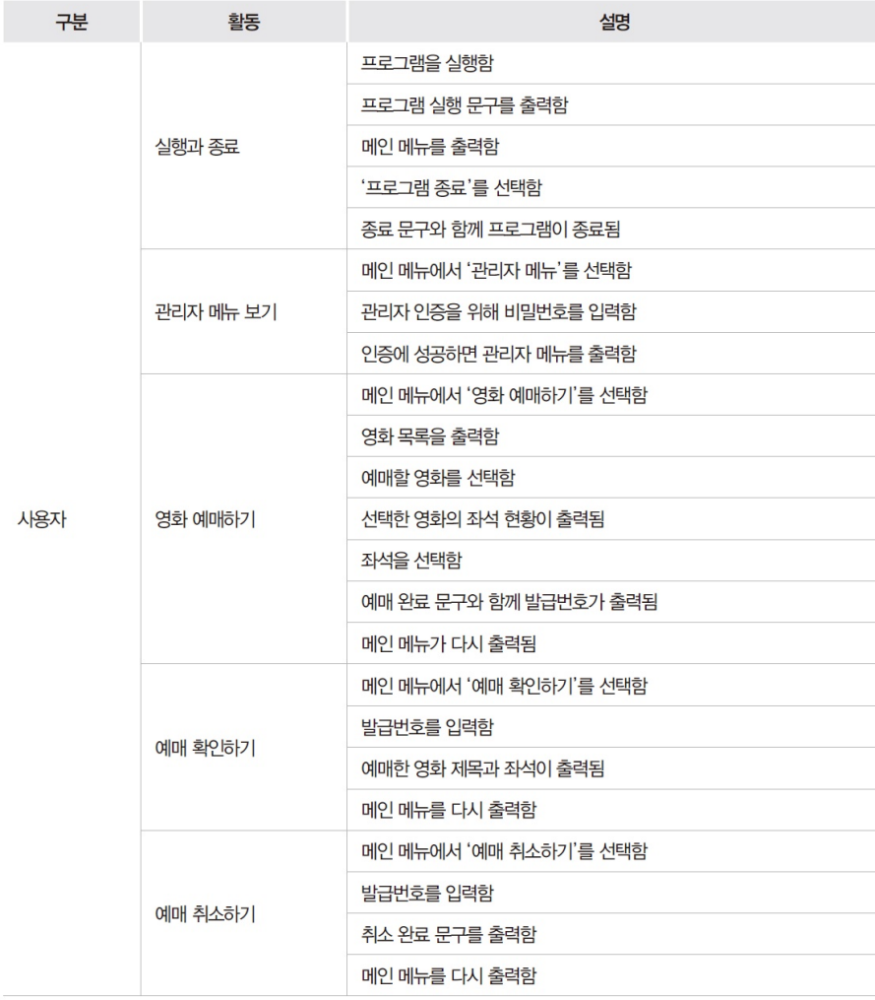 구분 활동 설명
프로그램을 실행함
프로그램 실행 문구를 출력함
실행과 종료 메인 메뉴를 출력함
‘프로그램 종료’를 선택함
종료 문구와 함께 프로그램이 종료됨
메인 메뉴에서 ‘관리자 메뉴’를 선택함
관리자 메뉴 보기 관리자 인증을 위해 비밀번호를 입력함
인증에 성공하면 관리자 메뉴를 출력함
메인 메뉴에서 ‘영화 예매하기’를 선택함
영화 목록을 출력함
예매할 영화를 선택함
사용자 영화 예매하기 선택한 영화의 좌석 현황이 출력됨
좌석을 선택함
예매 완료 문구와 함께 발급번호가 출력됨
메인 메뉴가 다시 출력됨
메인 메뉴에서 ‘예매 확인하기’를 선택함
발급번호를 입력함
예매 확인하기
예매한 영화 제목과 좌석이 출력됨
메인 메뉴를 다시 출력함
메인 메뉴에서 ‘예매 취소하기’를 선택함
발급번호를 입력함
예매 취소하기
취소 완료 문구를 출력함
메인 메뉴를 다시 출력함